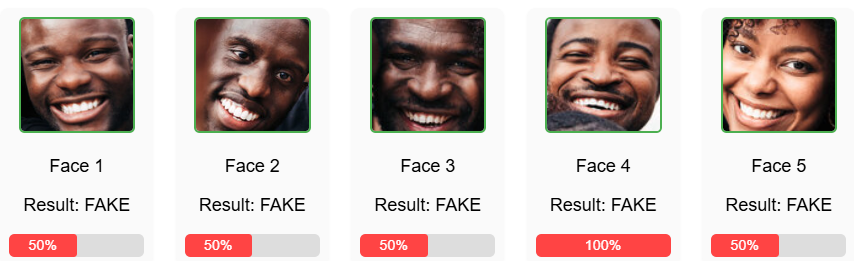 Face 1 Face 2 Face 3 Face 4 Face 5
Result: FAKE Result: FAKE Result: FAKE Result: FAKE Result: FAKE
50% 50% 50% 100% 50%